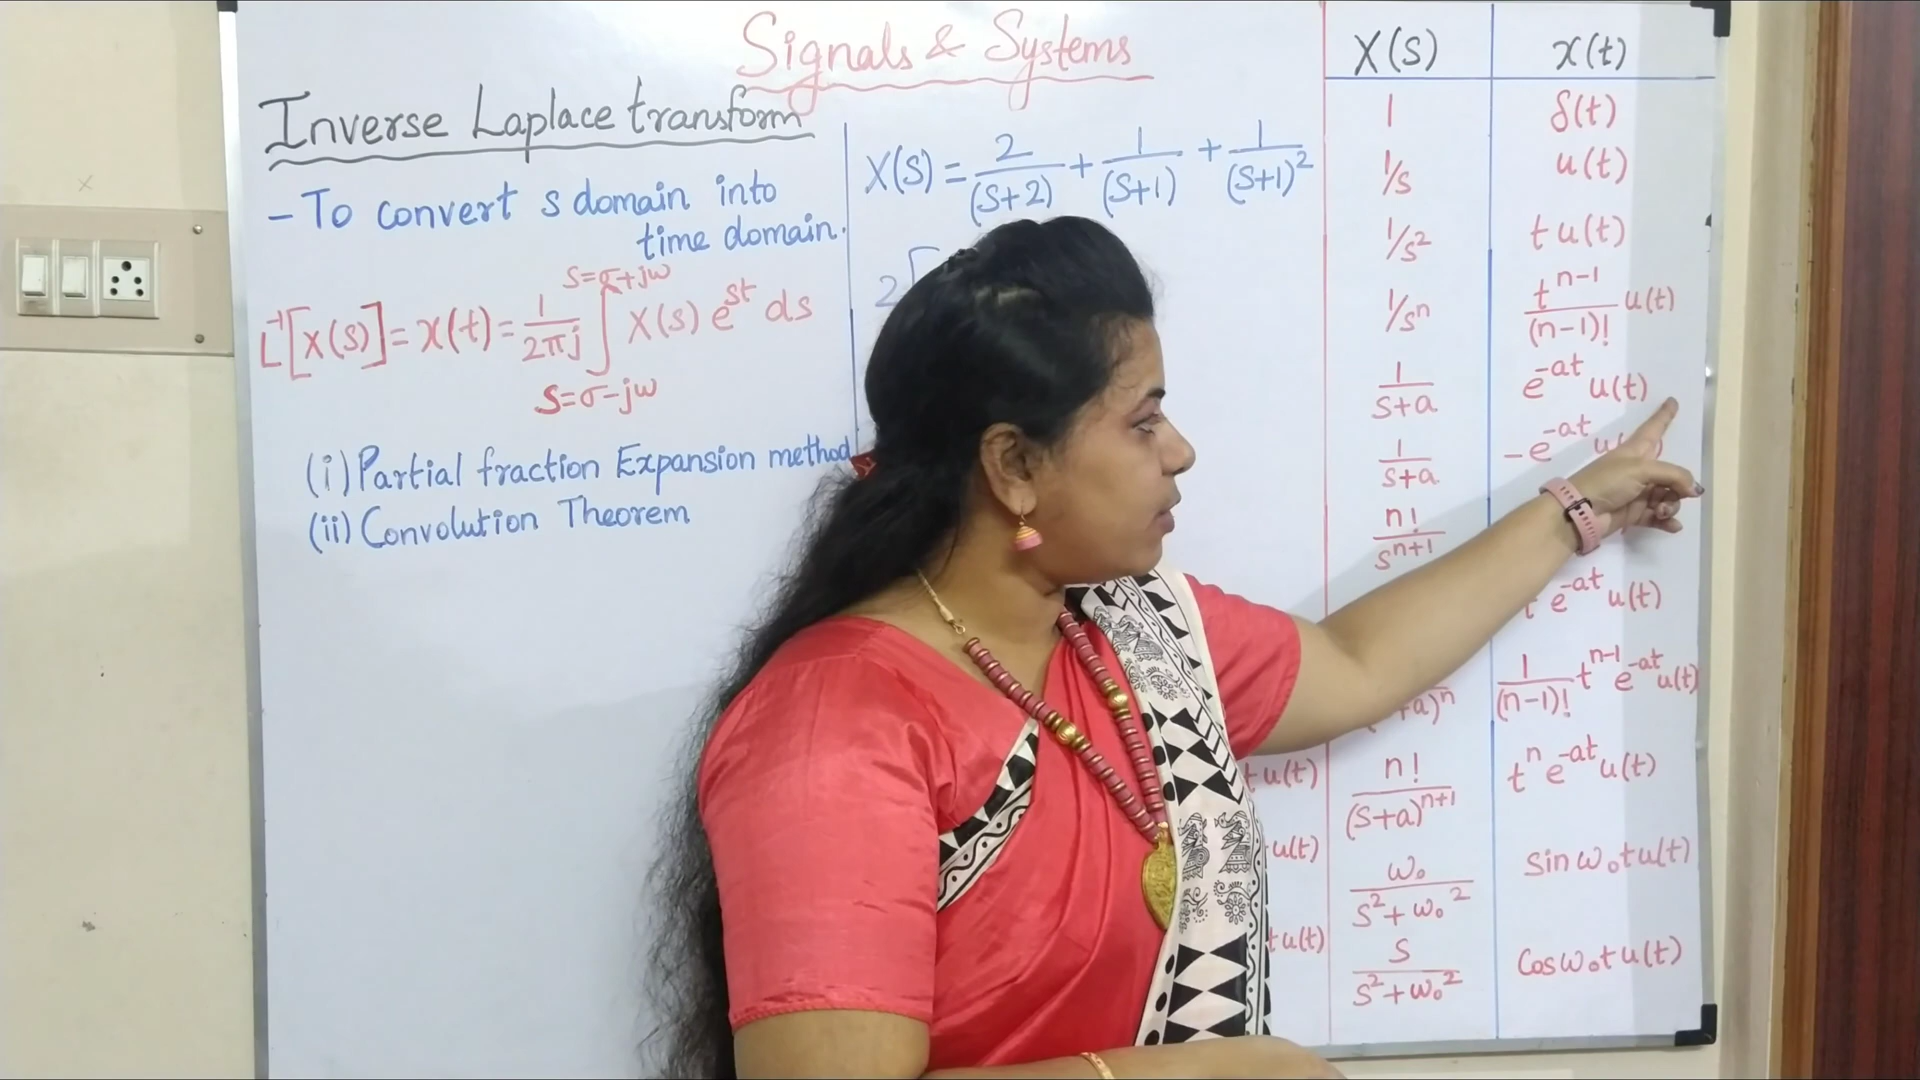 Signals & Systems
Inverse Laplace transform
- To convert s domain into
time domain.
S=σ+jω
L⁻¹[X(s)] = x(t) = 1/2πj ∫ X(s) e^st ds
S=σ-jω
(i) Partial fraction Expansion method
(ii) Convolution Theorem
X(S) = 2/(S+2) + 1/(S+1) + 1/(S+1)²
2[
t u(t)
u(t)
t u(t)
X(S) x(t)
1 δ(t)
1/s u(t)
1/s² t u(t)
1/sⁿ t^n-1/(n-1)! u(t)
1/s+a e^-at u(t)
1/s+a -e^-at
n!/s^n+1
t e^-at u(t)
+a)ⁿ 1/(n-1)! t^n-1 e^-at u(t)
n!/(s+a)^n+1 tⁿ e^-at u(t)
ω₀/s²+ω₀² Sin ω₀t u(t)
s/s²+ω₀² Cos ω₀t u(t)